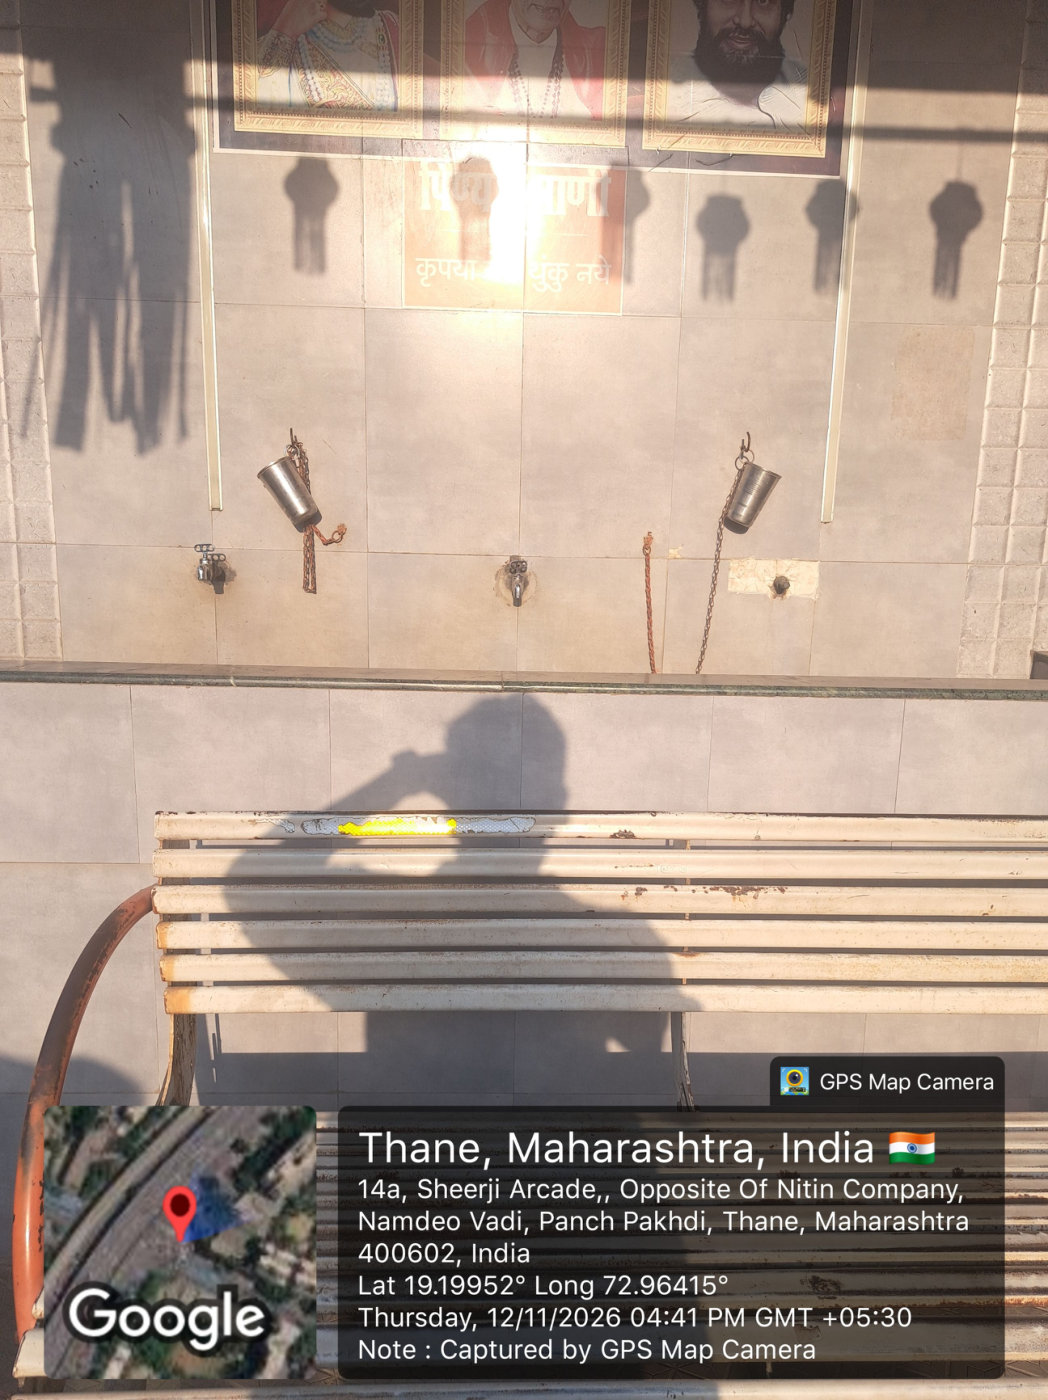 कृपया
थुंकु नये
GPS Map Camera
Thane, Maharashtra, India
14a, Sheerji Arcade,, Opposite Of Nitin Company,
Namdeo Vadi, Panch Pakhdi, Thane, Maharashtra
400602, India
Lat 19.19952° Long 72.96415°
Thursday, 12/11/2026 04:41 PM GMT +05:30
Note : Captured by GPS Map Camera
Google